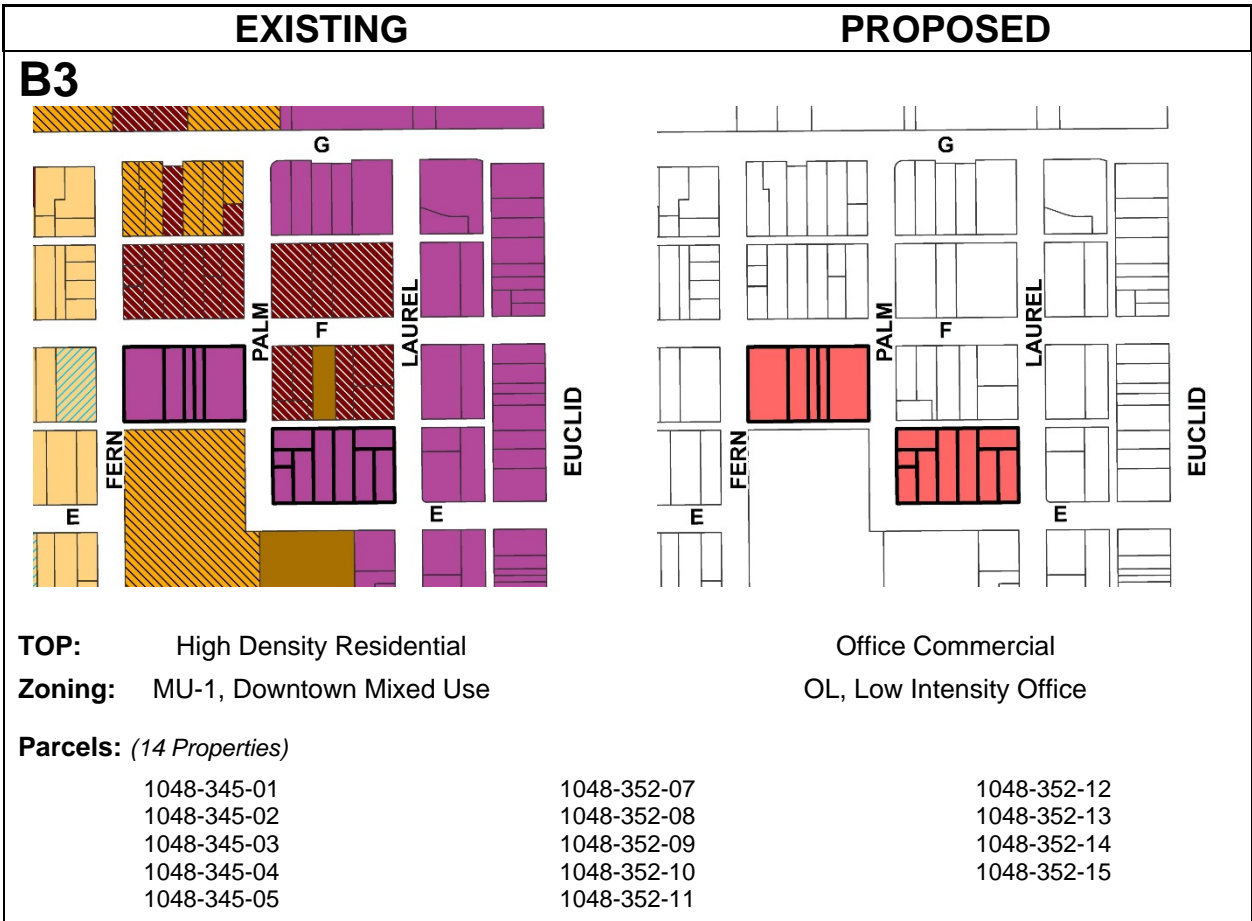 EXISTING PROPOSED
B3
G
PALM
LAUREL
F
FERN
EUCLID
E
E
G
PALM
LAUREL
F
FERN
EUCLID
E
E
TOP: High Density Residential Office Commercial
Zoning: MU-1, Downtown Mixed Use OL, Low Intensity Office
Parcels: (14 Properties)
1048-345-01 1048-352-07 1048-352-12
1048-345-02 1048-352-08 1048-352-13
1048-345-03 1048-352-09 1048-352-14
1048-345-04 1048-352-10 1048-352-15
1048-345-05 1048-352-11